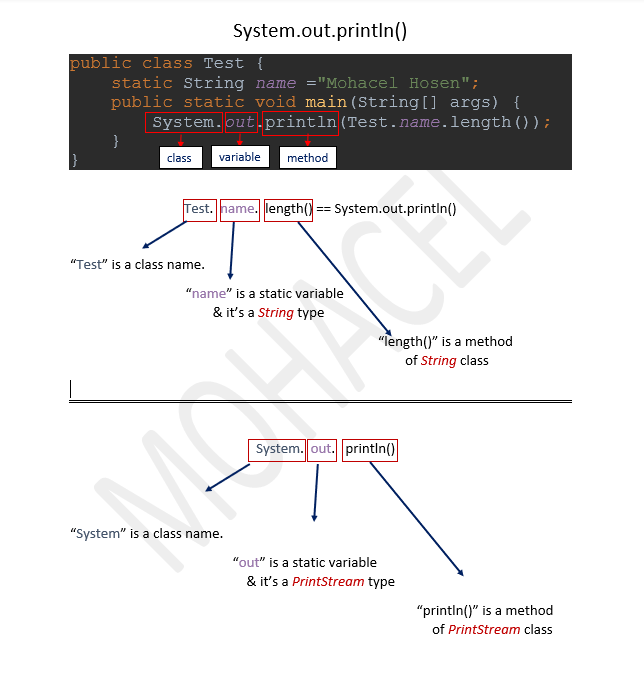 System.out.println()
public class Test {
static String name ="Mohacel Hosen";
public static void main(String[] args) {
System.out.println(Test.name.length());
}
class variable method
}
Test. name. length() == System.out.println()
“Test” is a class name.
“name” is a static variable
& it’s a String type
“length()” is a method
of String class
System. out. println()
“System” is a class name.
“out” is a static variable
& it’s a PrintStream type
“println()” is a method
of PrintStream class
MOHACEL